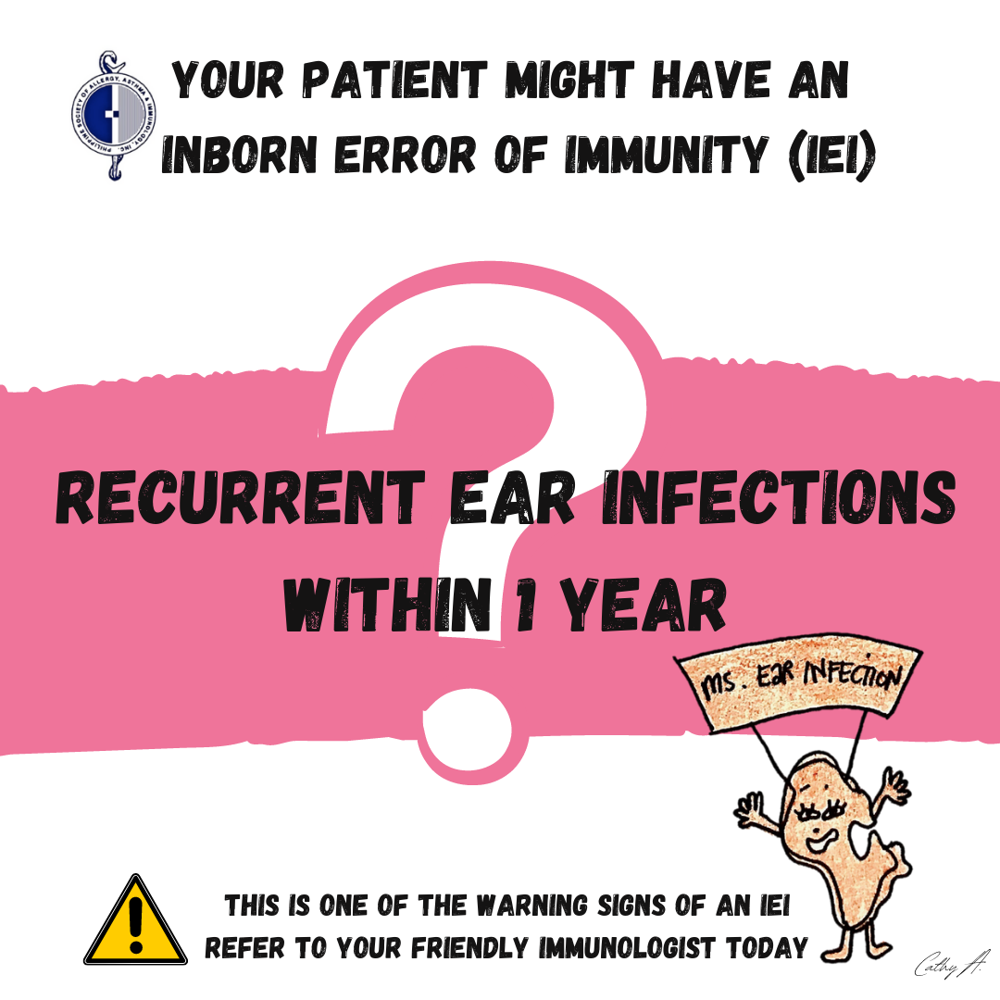 YOUR PATIENT MIGHT HAVE AN
INBORN ERROR OF IMMUNITY (IEI)
PHILIPPINE SOCIETY OF ALLERGY, ASTHMA & IMMUNOLOGY, INC.
?
RECURRENT EAR INFECTIONS
WITHIN 1 YEAR
MS. EAR INFECTION
!
THIS IS ONE OF THE WARNING SIGNS OF AN IEI
REFER TO YOUR FRIENDLY IMMUNOLOGIST TODAY
Cathy A.